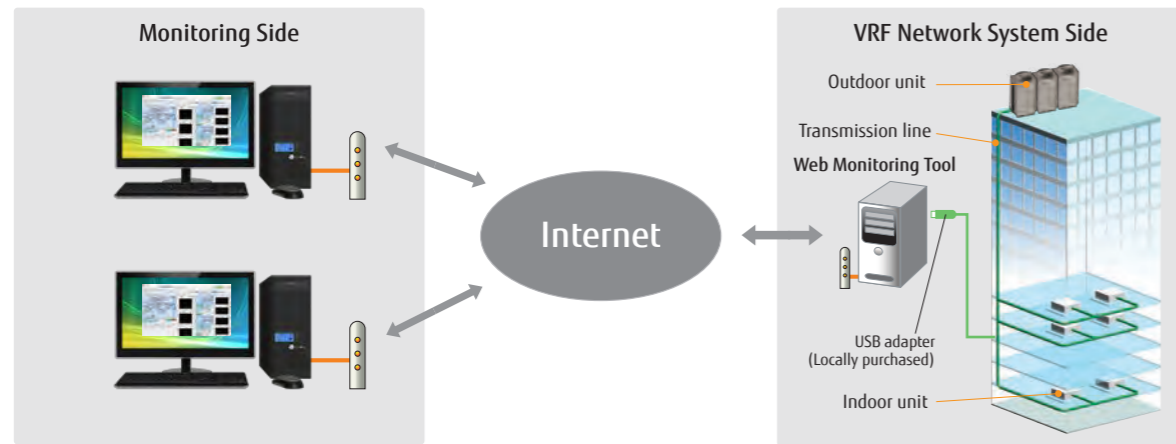 Monitoring Side
VRF Network System Side
Outdoor unit
Transmission line
Web Monitoring Tool
Internet
USB adapter
(Locally purchased)
Indoor unit